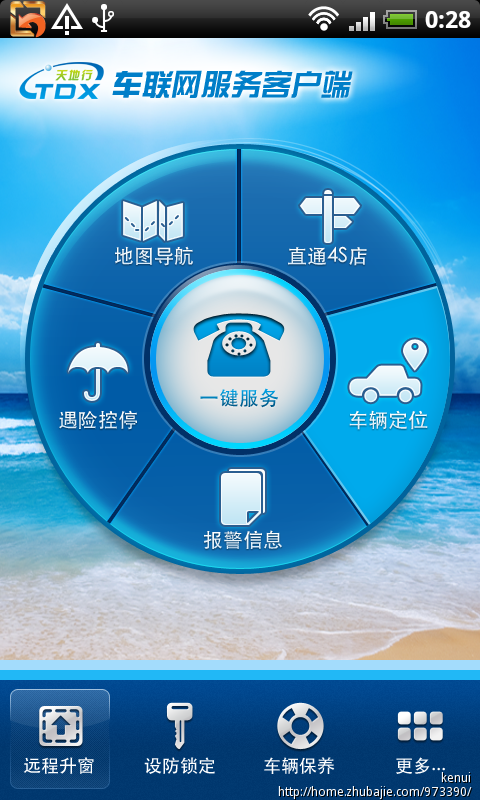 0:28
天地行
TDX
车联网服务客户端
地图导航
直通4S店
遇险控停
一键服务
车辆定位
报警信息
远程升窗
设防锁定
车辆保养
更多...
kenui
http://home.zhubajie.com/973390/